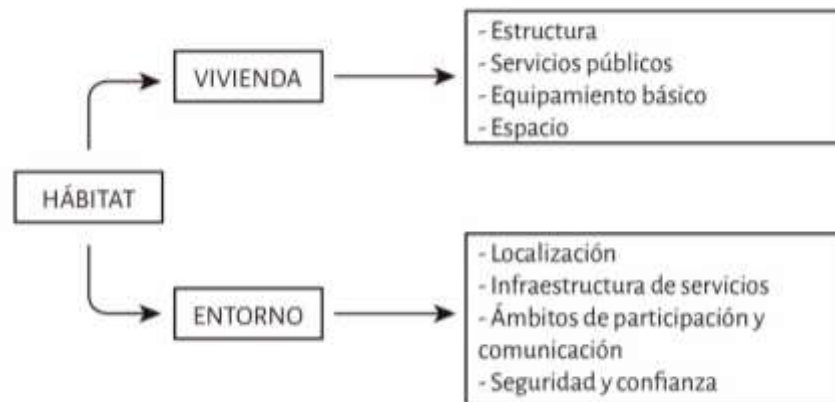 HÁBITAT
VIVIENDA
- Estructura
- Servicios públicos
- Equipamiento básico
- Espacio
ENTORNO
- Localización
- Infraestructura de servicios
- Ámbitos de participación y
comunicación
- Seguridad y confianza